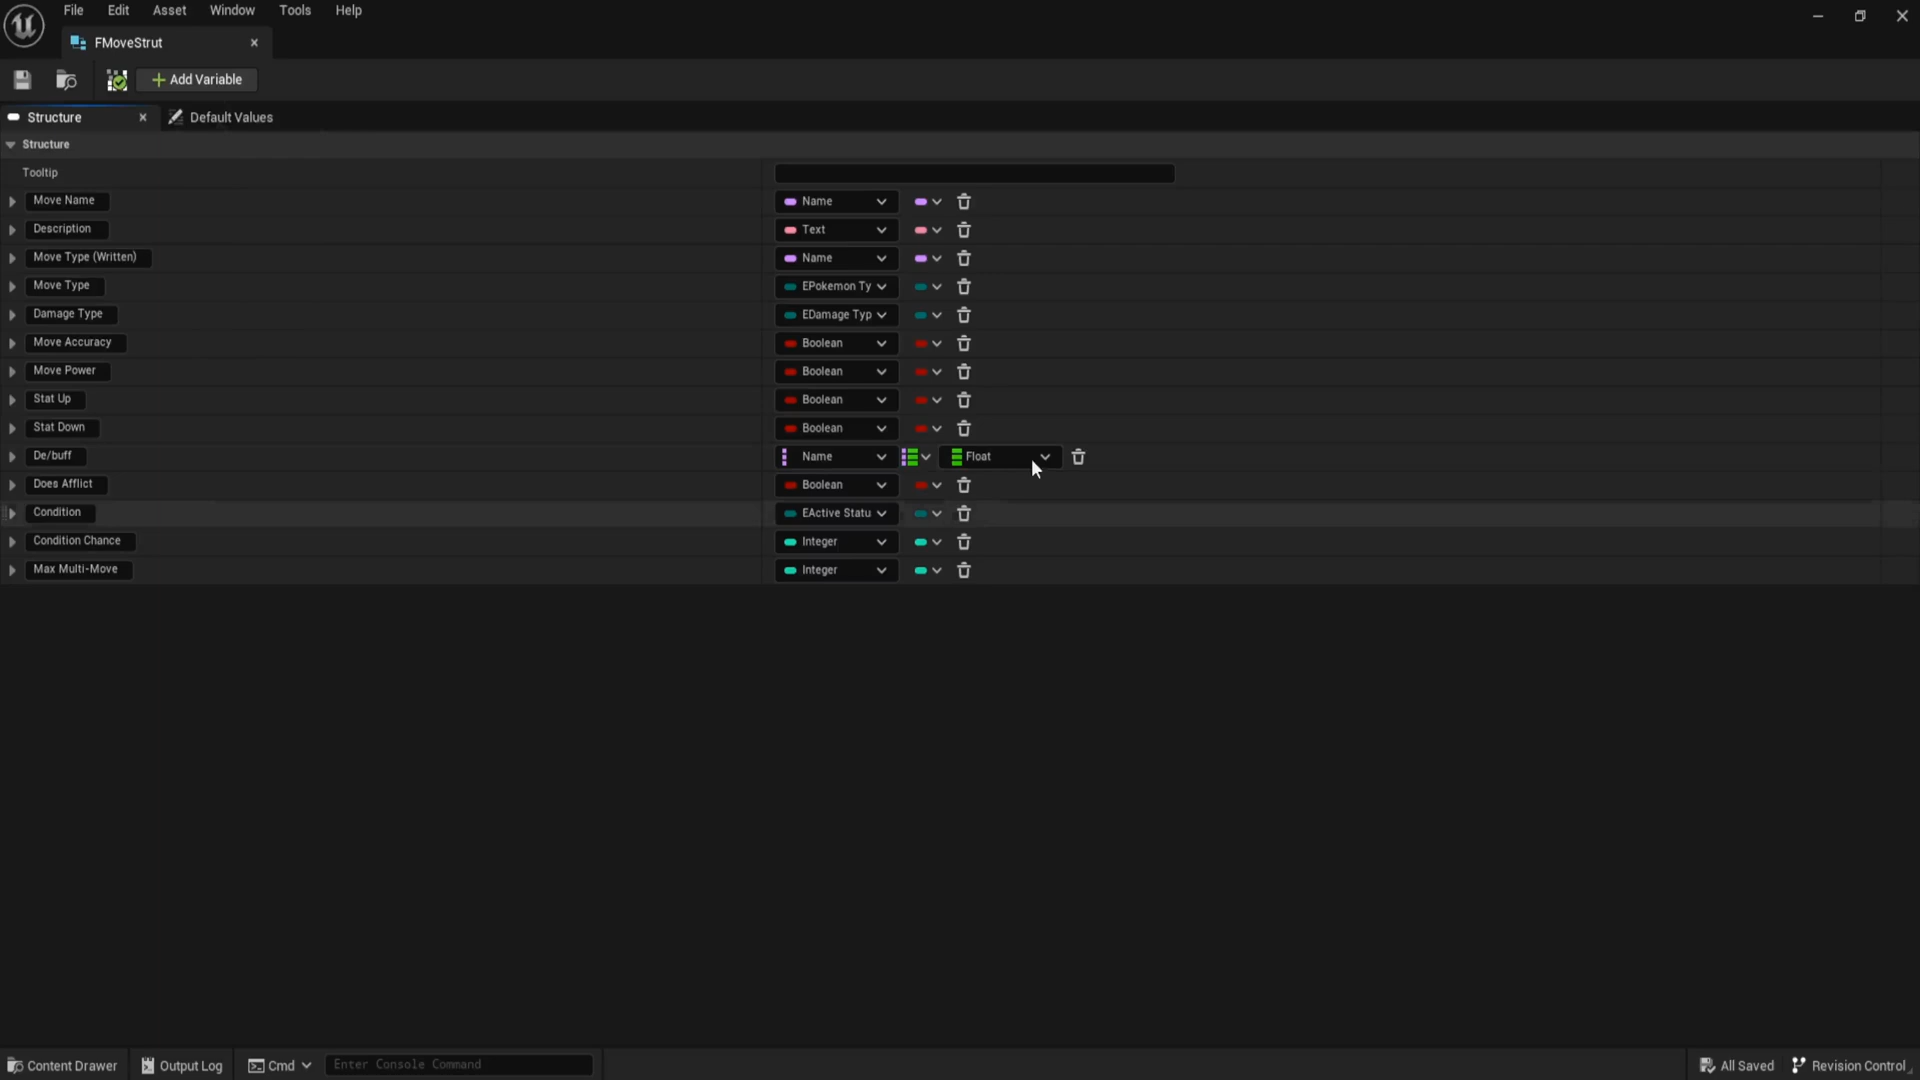 File Edit Asset Window Tools Help
FMoveStrut
Add Variable
Structure Default Values
Structure
Tooltip
Move Name Name
Description Text
Move Type (Written) Name
Move Type EPokemon Ty
Damage Type EDamage Typ
Move Accuracy Boolean
Move Power Boolean
Stat Up Boolean
Stat Down Boolean
De/buff Name Float
Does Afflict Boolean
Condition EActive Statu
Condition Chance Integer
Max Multi-Move Integer
Content Drawer Output Log Cmd Enter Console Command All Saved Revision Control